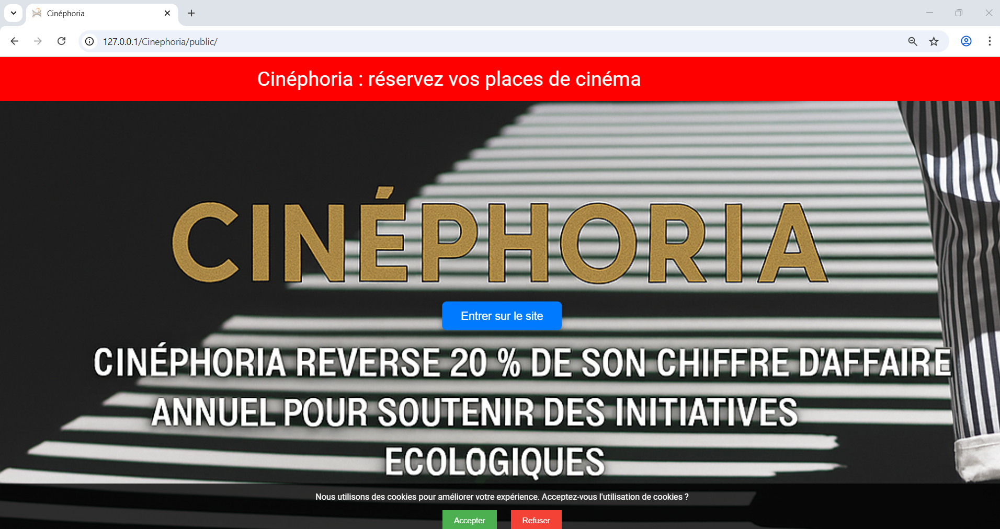 Cinéphoria
127.0.0.1/Cinephoria/public/
Cinéphoria : réservez vos places de cinéma
CINÉPHORIA
Entrer sur le site
CINÉPHORIA REVERSE 20 % DE SON CHIFFRE D'AFFAIRE
ANNUEL POUR SOUTENIR DES INITIATIVES
ECOLOGIQUES
Nous utilisons des cookies pour améliorer votre expérience. Acceptez-vous l'utilisation de cookies ?
Accepter Refuser